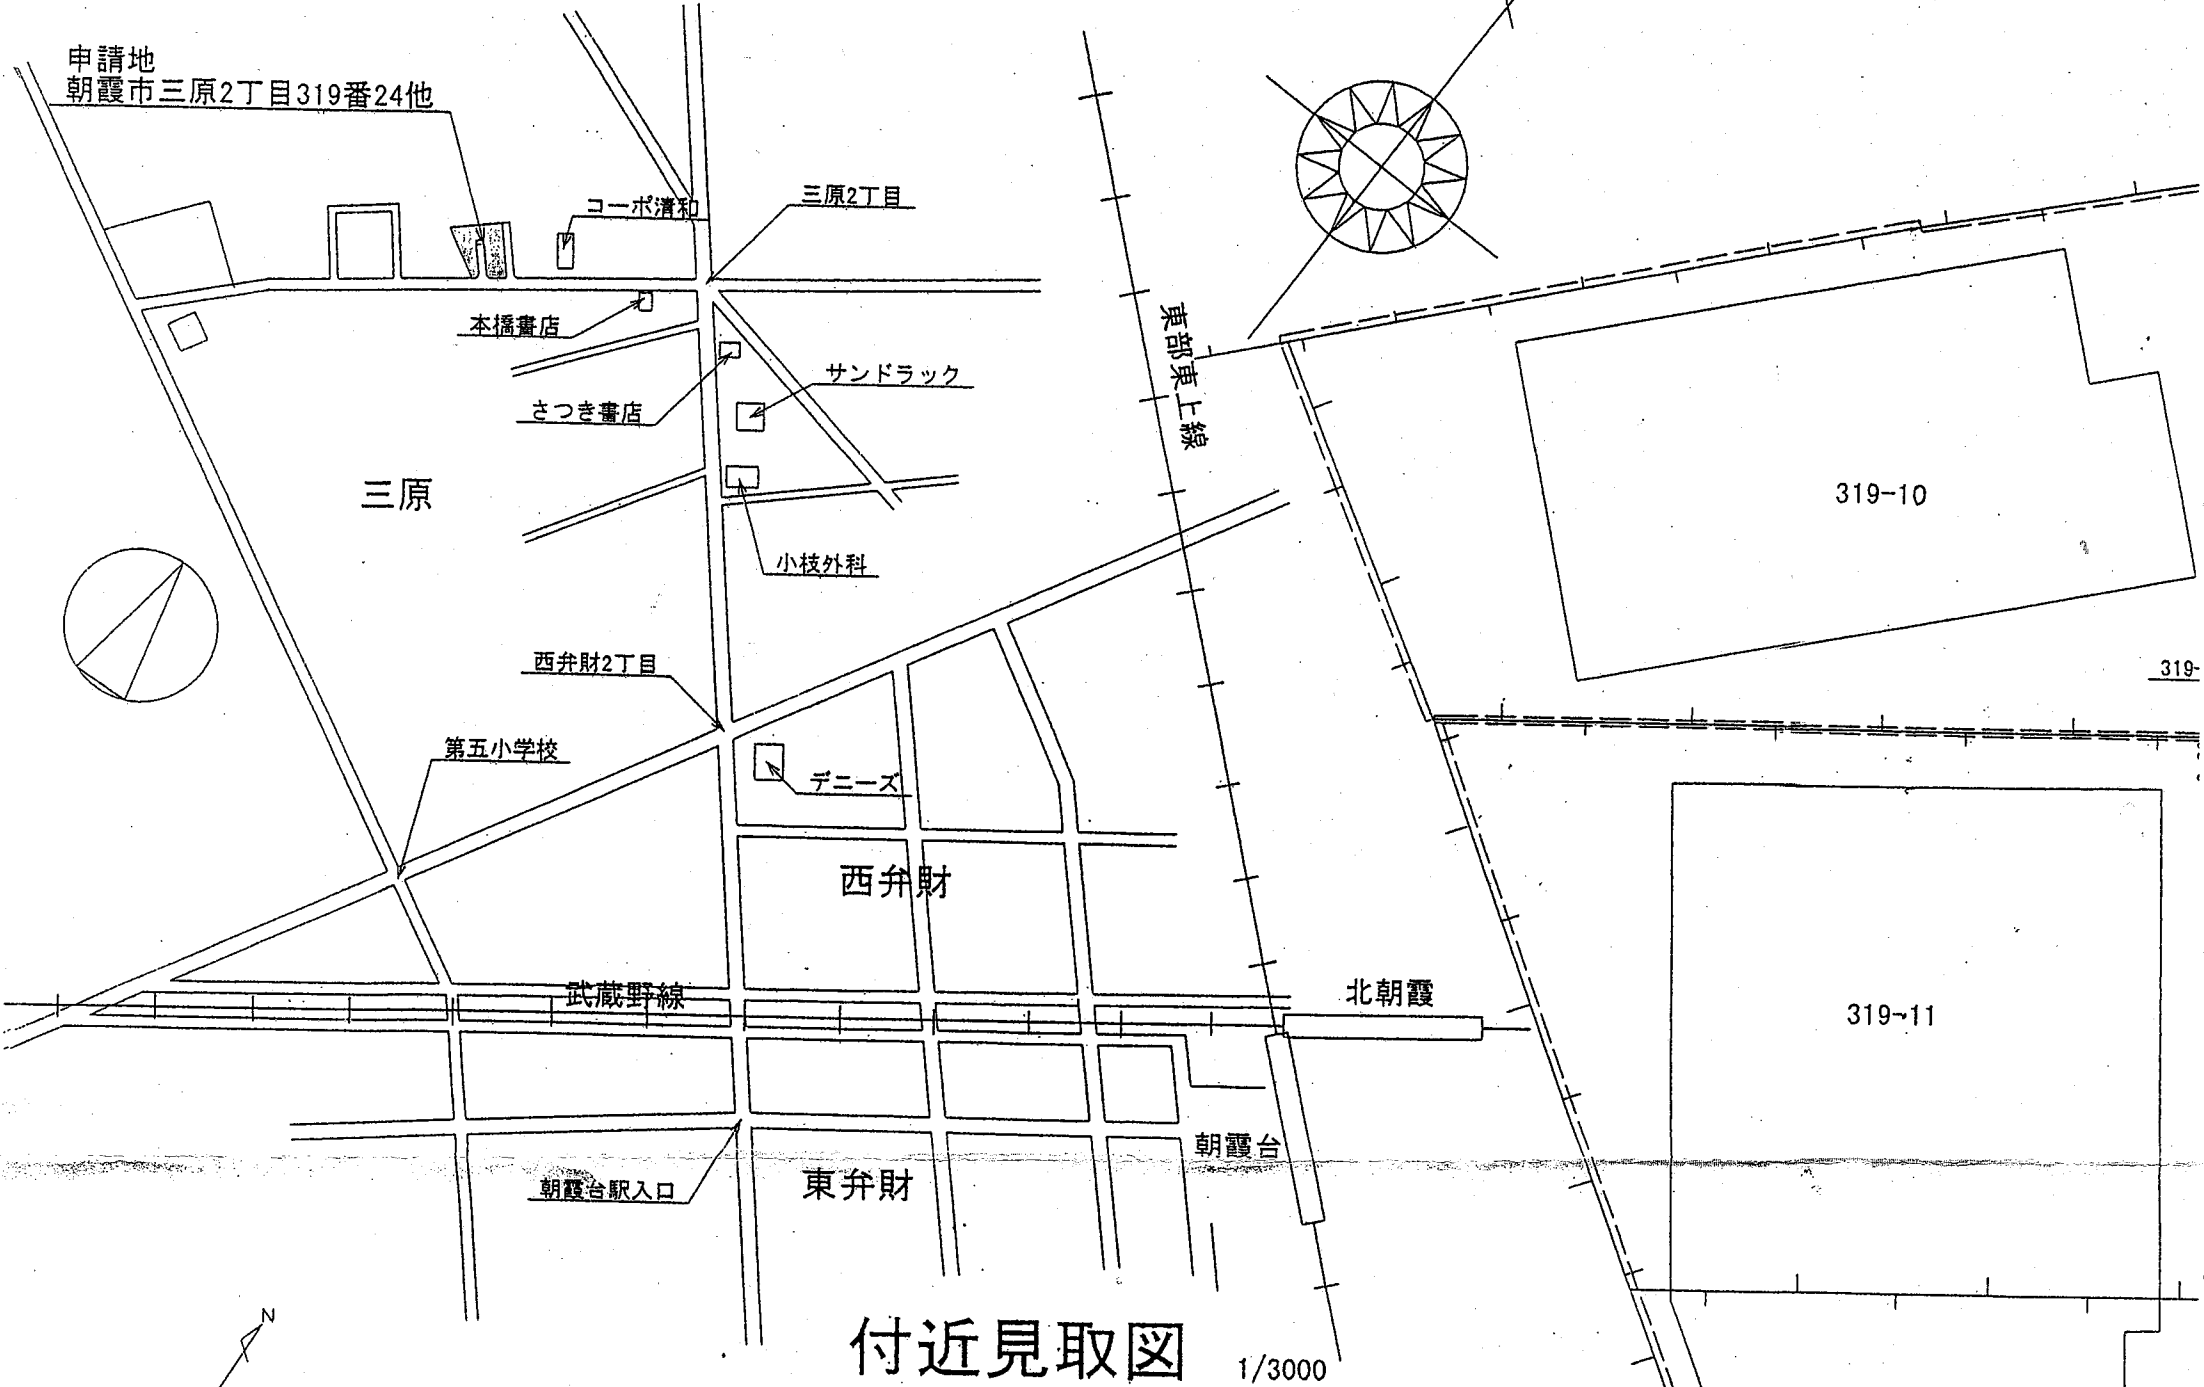 申請地
朝霞市三原2丁目319番24他
コーポ清和
三原2丁目
本橋書店
さつき書店
サンドラック
東部東上線
三原
小枝外科
319-10
西弁財2丁目
319-
第五小学校
デニーズ
西弁財
武蔵野線
北朝霞
319-11
朝霞台
朝霞台駅入口
東弁財
N
付近見取図
1/3000